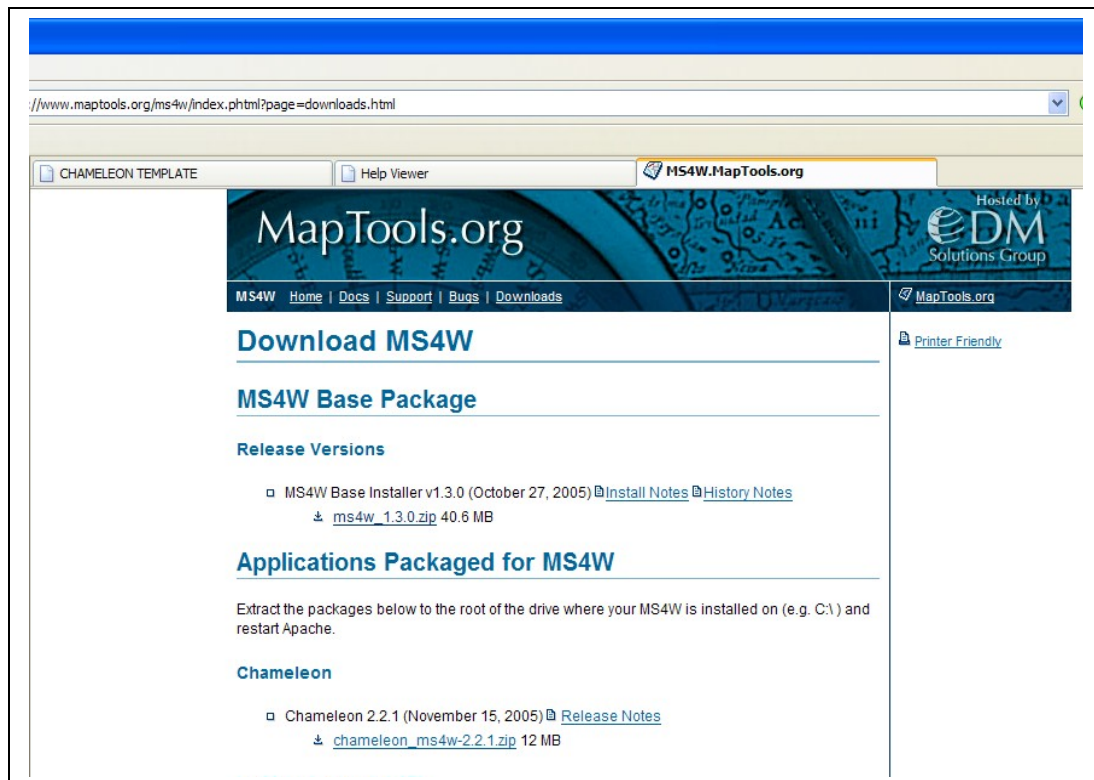 ://www.maptools.org/ms4w/index.phtml?page=downloads.html
CHAMELEON TEMPLATE Help Viewer MS4W.MapTools.org
MapTools.org
Hosted by
DM
Solutions Group
MS4W Home | Docs | Support | Bugs | Downloads
MapTools.org
Download MS4W
Printer Friendly
MS4W Base Package
Release Versions
MS4W Base Installer v1.3.0 (October 27, 2005) Install Notes History Notes
ms4w_1.3.0.zip 40.6 MB
Applications Packaged for MS4W
Extract the packages below to the root of the drive where your MS4W is installed on (e.g. C:\ ) and
restart Apache.
Chameleon
Chameleon 2.2.1 (November 15, 2005) Release Notes
chameleon_ms4w-2.2.1.zip 12 MB